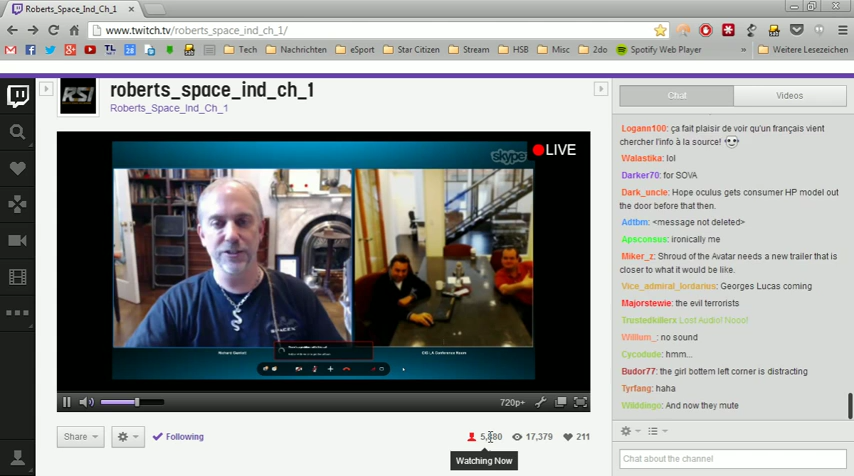 Roberts_Space_Ind_Ch_1
www.twitch.tv/roberts_space_ind_ch_1/
Tech Nachrichten eSport Star Citizen Stream HSB Misc 2do Spotify Web Player » Weitere Lesezeichen
RSI
roberts_space_ind_ch_1
Roberts_Space_Ind_Ch_1
skype
LIVE
SPACEX
720p+
Share
Following
17,379
211
Watching Now
Chat
Videos
Logann100: ça fait plaisir de voir qu'un français vient
chercher l'info à la source!
Walastika: lol
Darker70: for SOVA
Dark_uncle: Hope oculus gets consumer HP model out
the door before that then.
Adtbm: <message not deleted>
Apsconsus: ironically me
Miker_z: Shroud of the Avatar needs a new trailer that is
closer to what it would be like.
Vice_admiral_lordarius: Georges Lucas coming
Majorstewie: the evil terrorists
Trustedkillerx Lost Audio! Nooo!
Willum_: no sound
Cycodude: hmm...
Budor77: the girl bottem left corner is distracting
Tyrfang: haha
Wilddingo: And now they mute
Chat about the channel